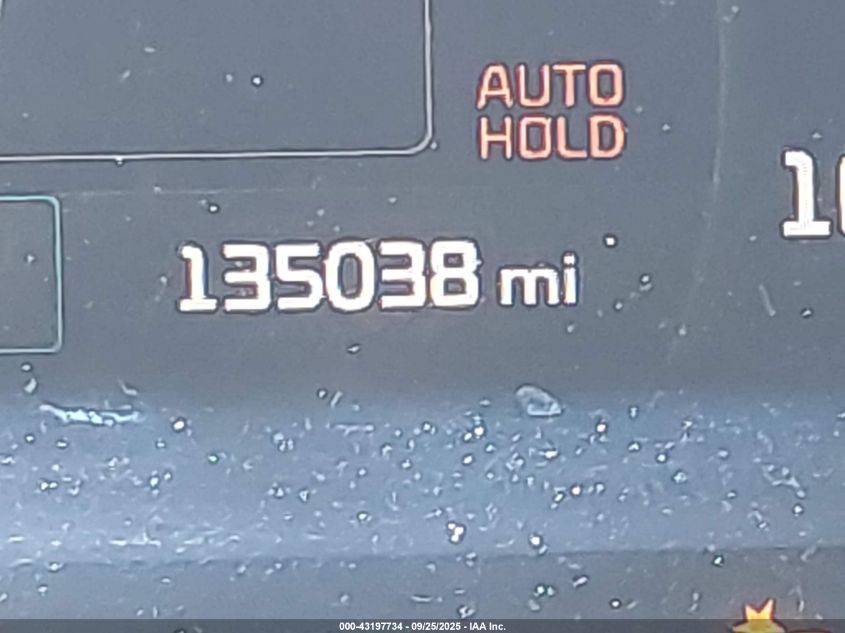 AUTO
HOLD
135038 mi
000-43197734 - 09/25/2025 - IAA Inc.